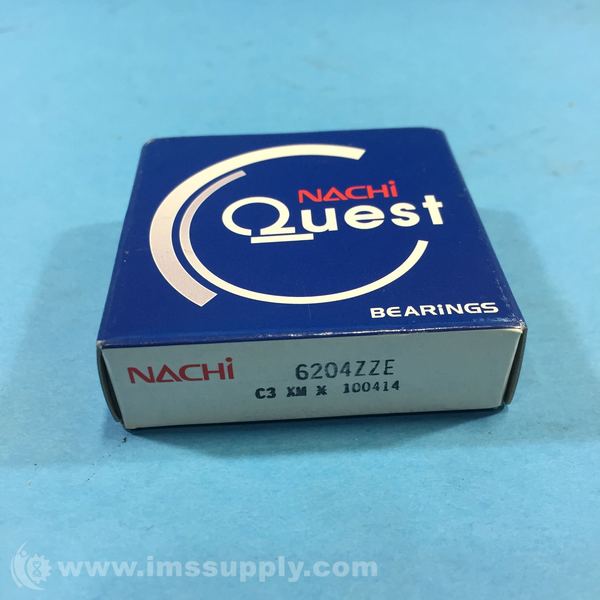 NACHi
Quest
BEARiNGS
NACHi 6204ZZE
C3 XM X 100414
www.imssupply.com